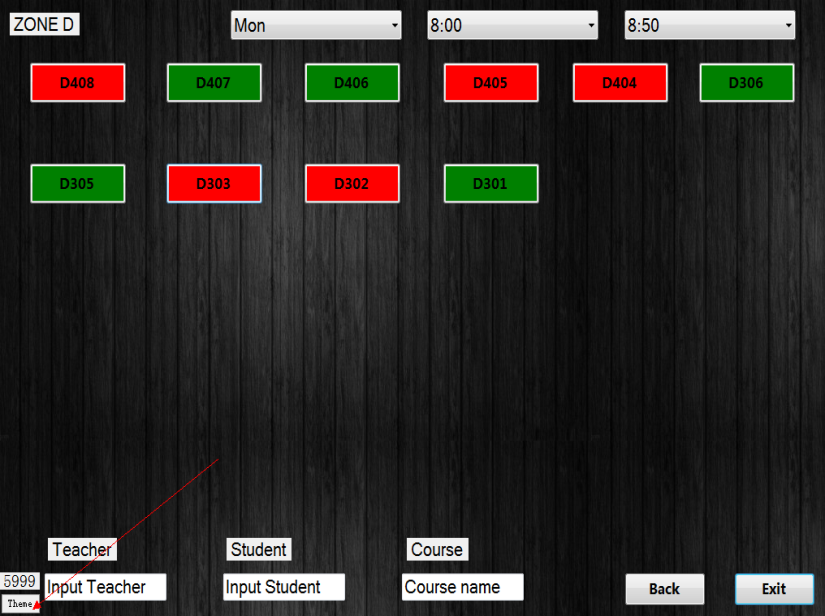 ZONE D Mon 8:00 8:50
D408 D407 D406 D405 D404 D306
D305 D303 D302 D301
Teacher Student Course
5999 Input Teacher Input Student Course name Back Exit
Theme